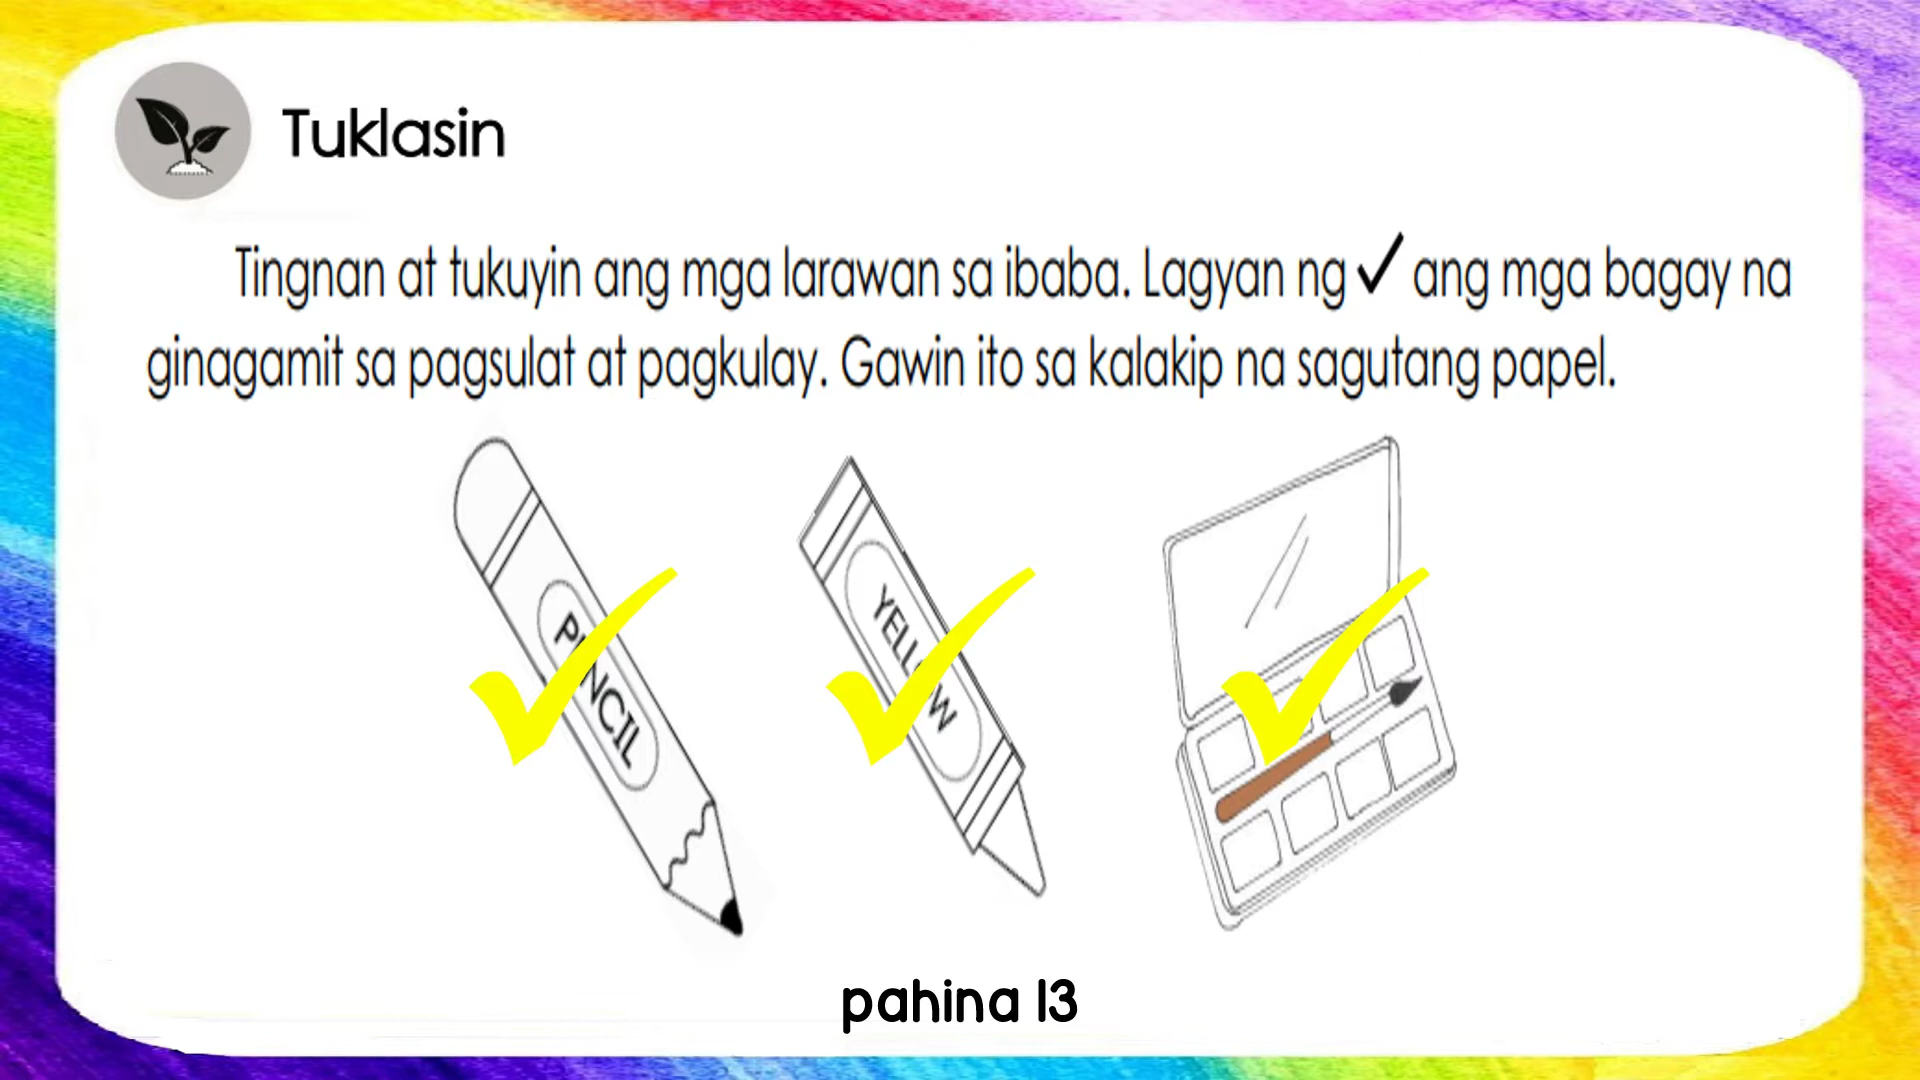 Tuklasin
Tingnan at tukuyin ang mga larawan sa ibaba. Lagyan ng ✓ ang mga bagay na
ginagamit sa pagsulat at pagkulay. Gawin ito sa kalakip na sagutang papel.
PENCIL
YELLOW
pahina 13